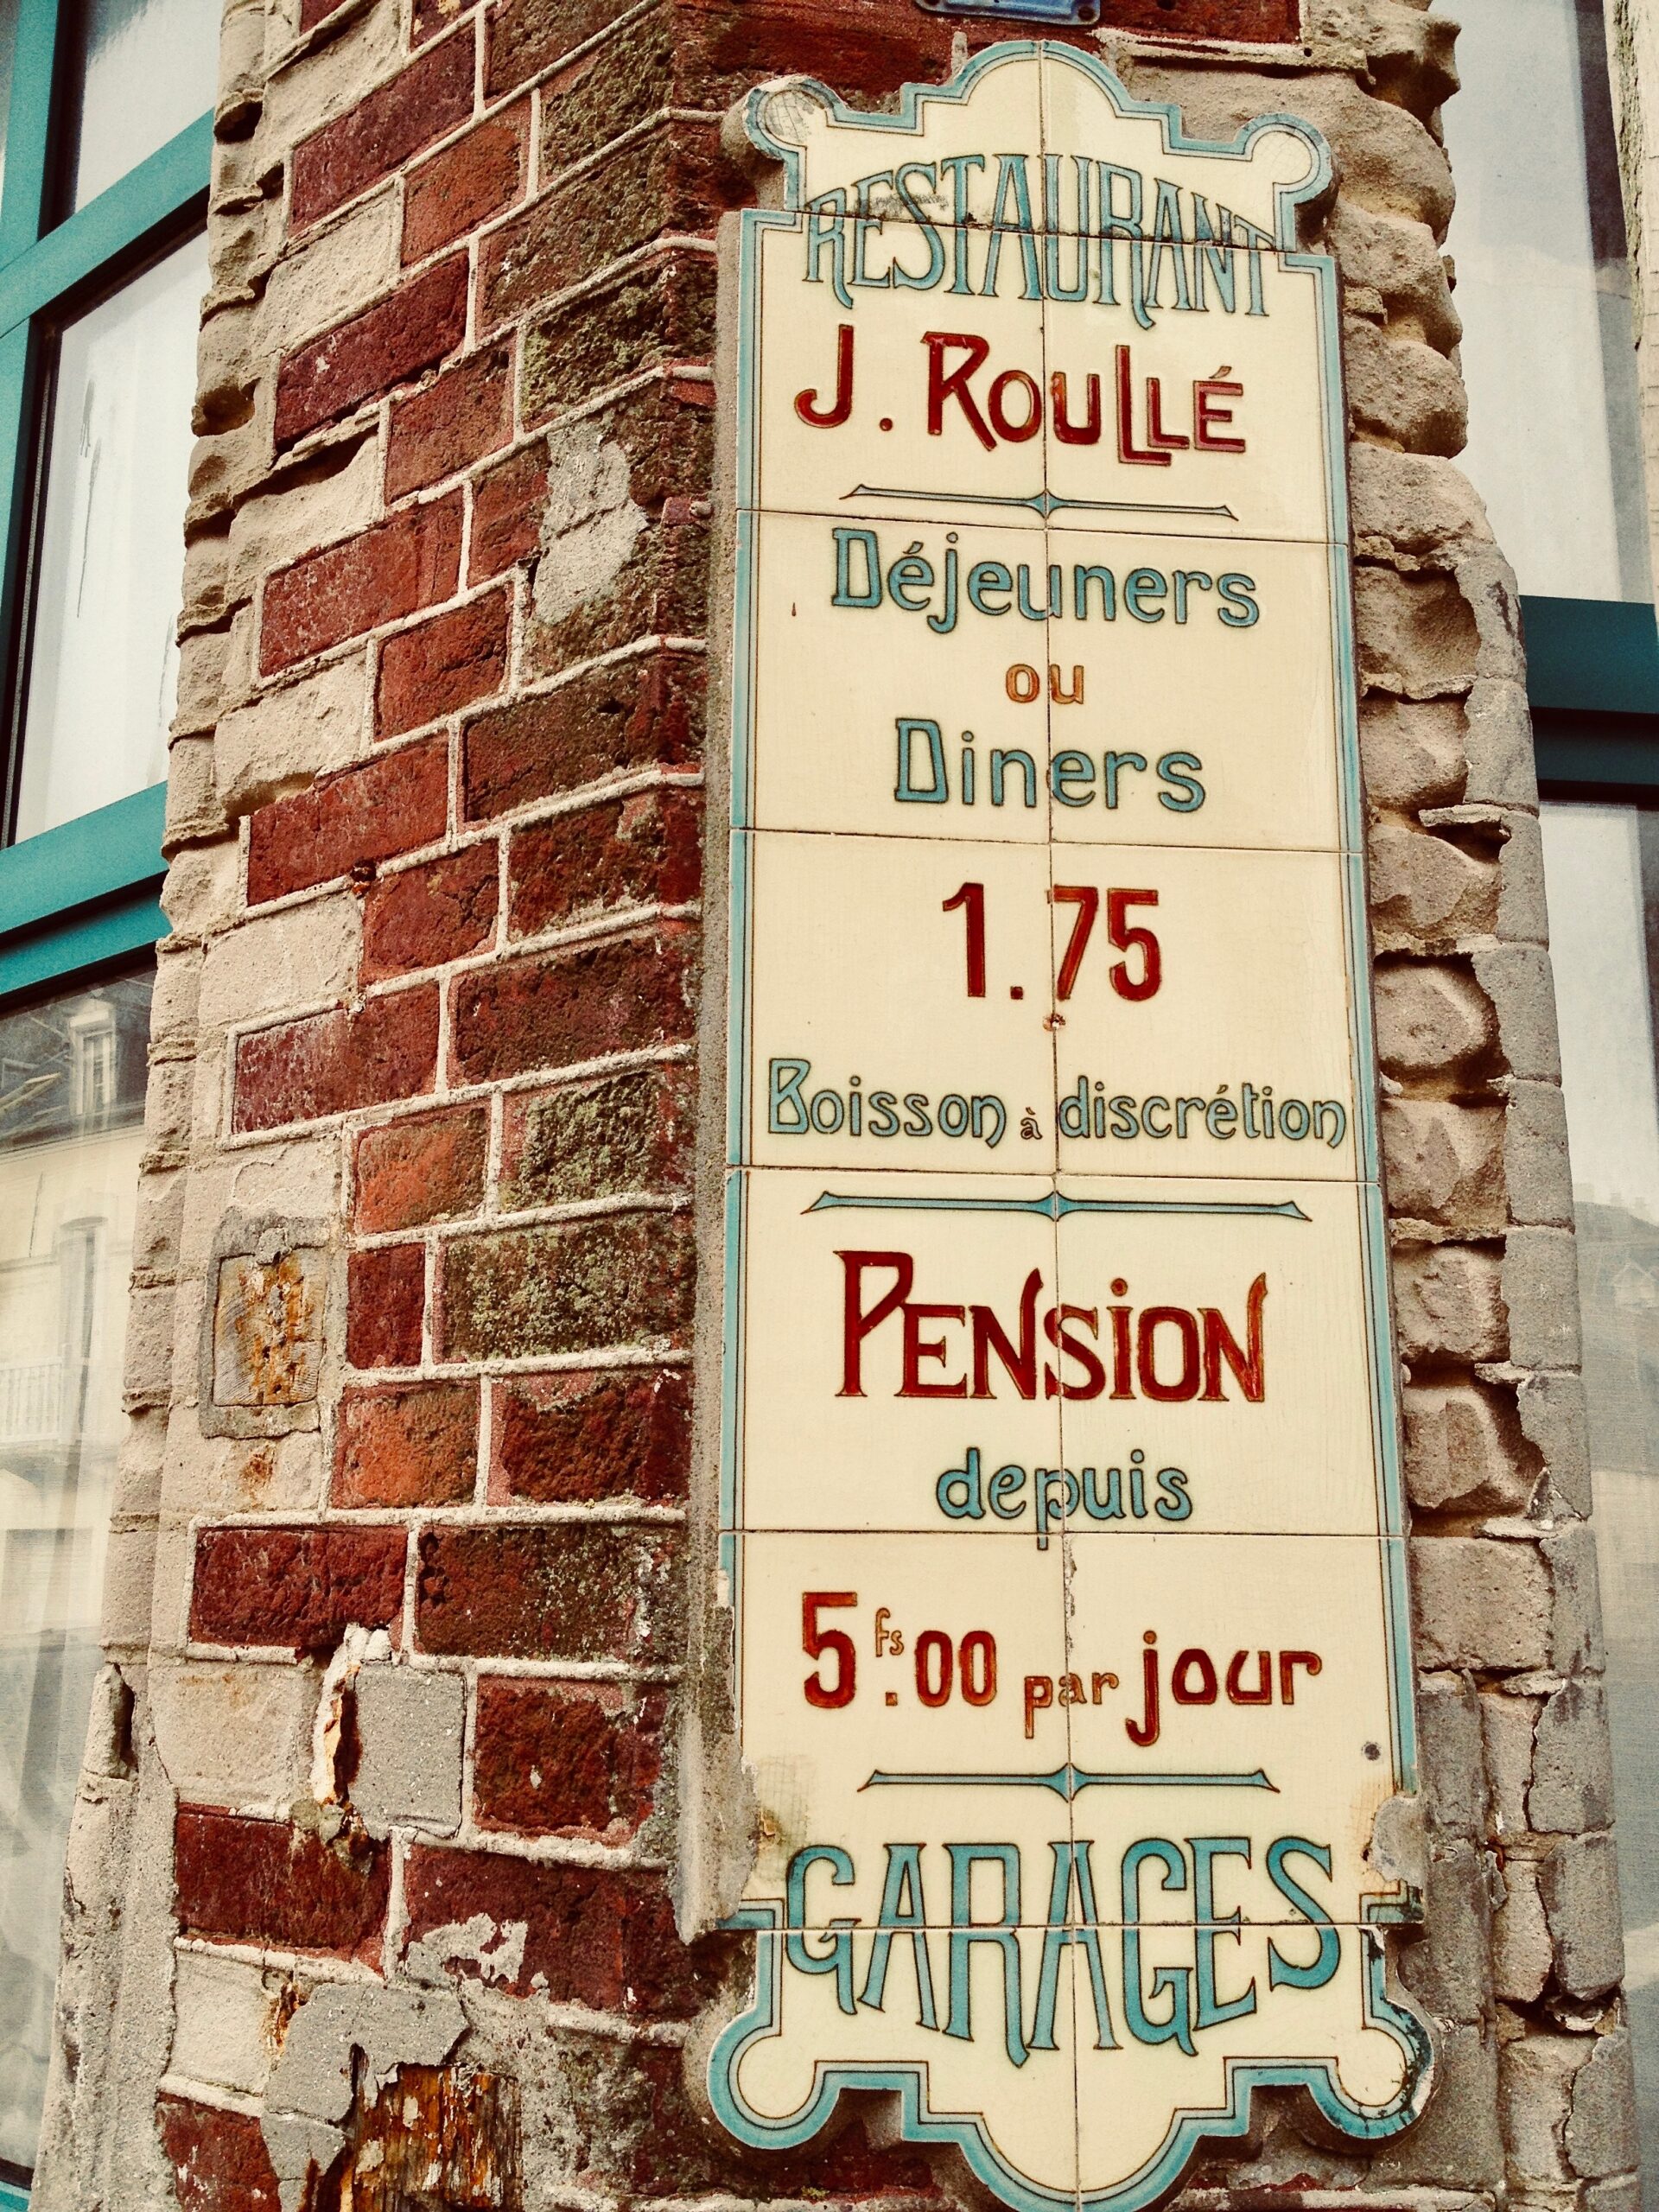 RESTAURANT
J. ROULLÉ
Déjeuners
ou
Diners
1.75
Boisson à discrétion
PENSION
depuis
5fs.00 par jour
GARAGES